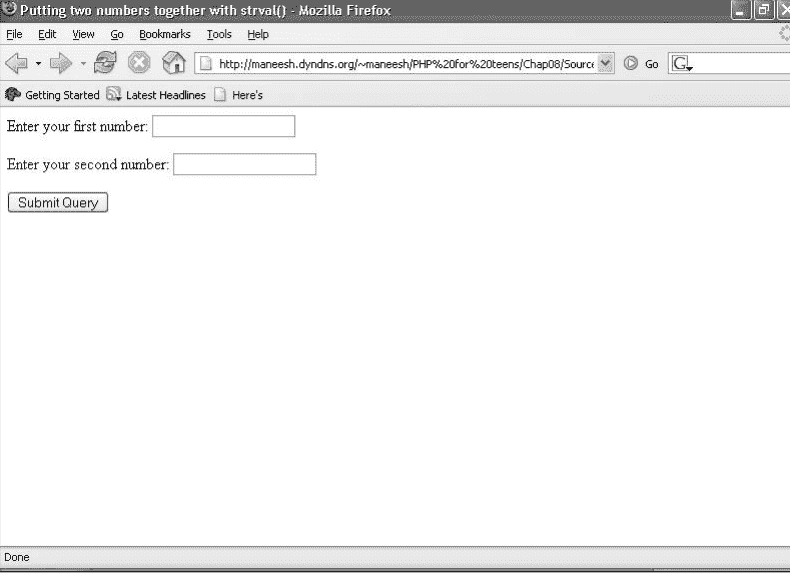 Putting two numbers together with strval() - Mozilla Firefox
File Edit View Go Bookmarks Tools Help
http://maneesh.dyndns.org/~maneesh/PHP%20for%20teens/Chap08/Source Go G
Getting Started Latest Headlines Here's
Enter your first number:
Enter your second number:
Submit Query
Done